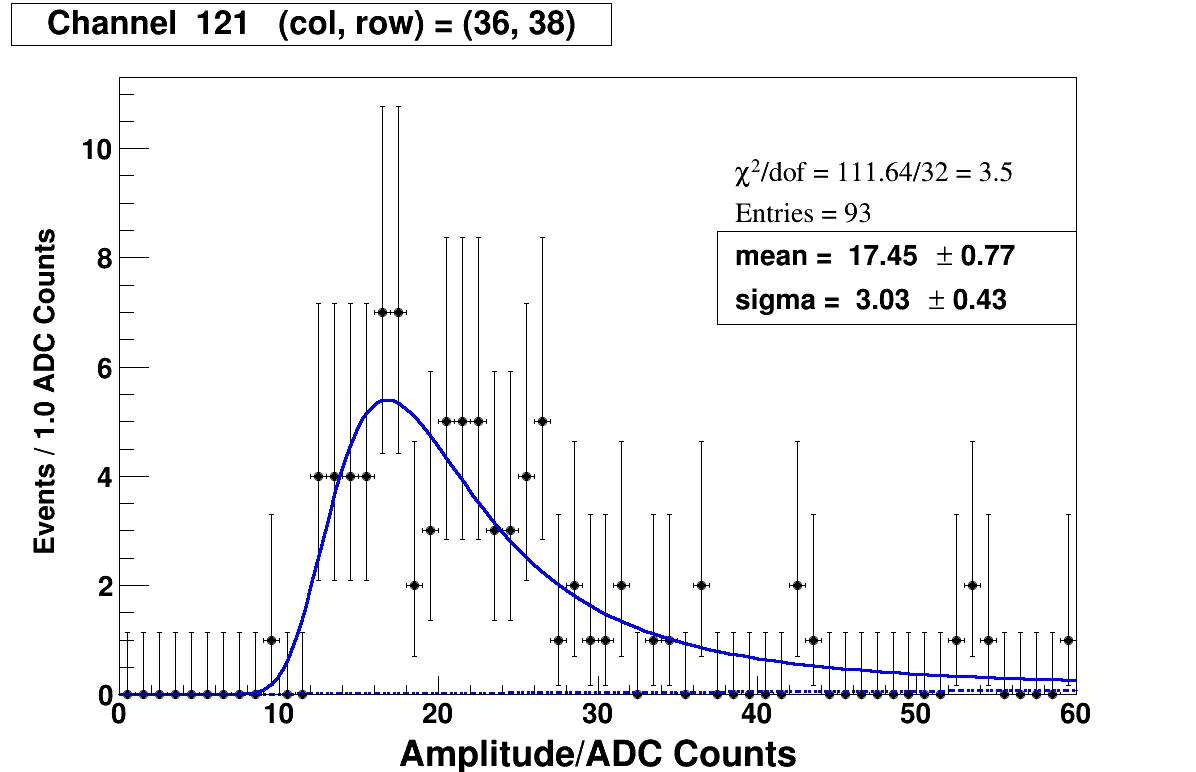 Channel 121 (col, row) = (36, 38)
χ²/dof = 111.64/32 = 3.5
Entries = 93
mean = 17.45 ± 0.77
sigma = 3.03 ± 0.43
Events / 1.0 ADC Counts
10
8
6
4
2
0
0 10 20 30 40 50 60
Amplitude/ADC Counts